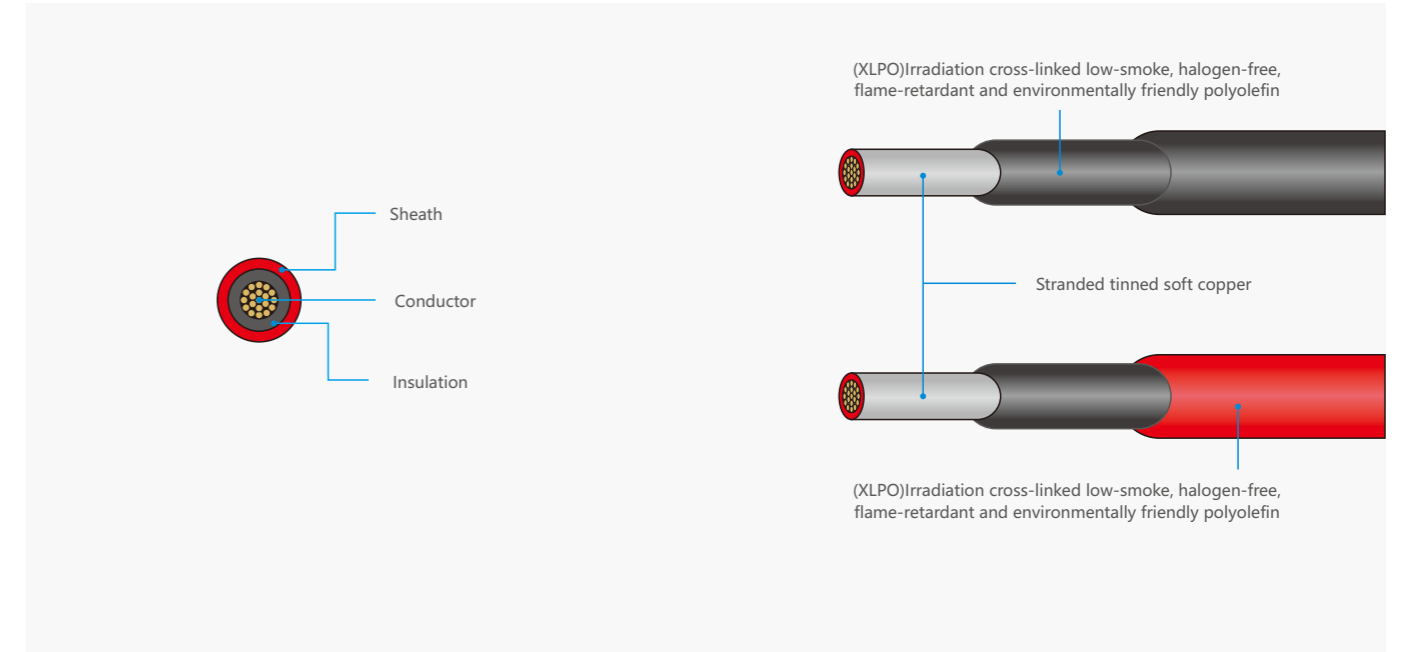 Sheath
Conductor
Insulation
(XLPO)Irradiation cross-linked low-smoke, halogen-free,
flame-retardant and environmentally friendly polyolefin
Stranded tinned soft copper
(XLPO)Irradiation cross-linked low-smoke, halogen-free,
flame-retardant and environmentally friendly polyolefin